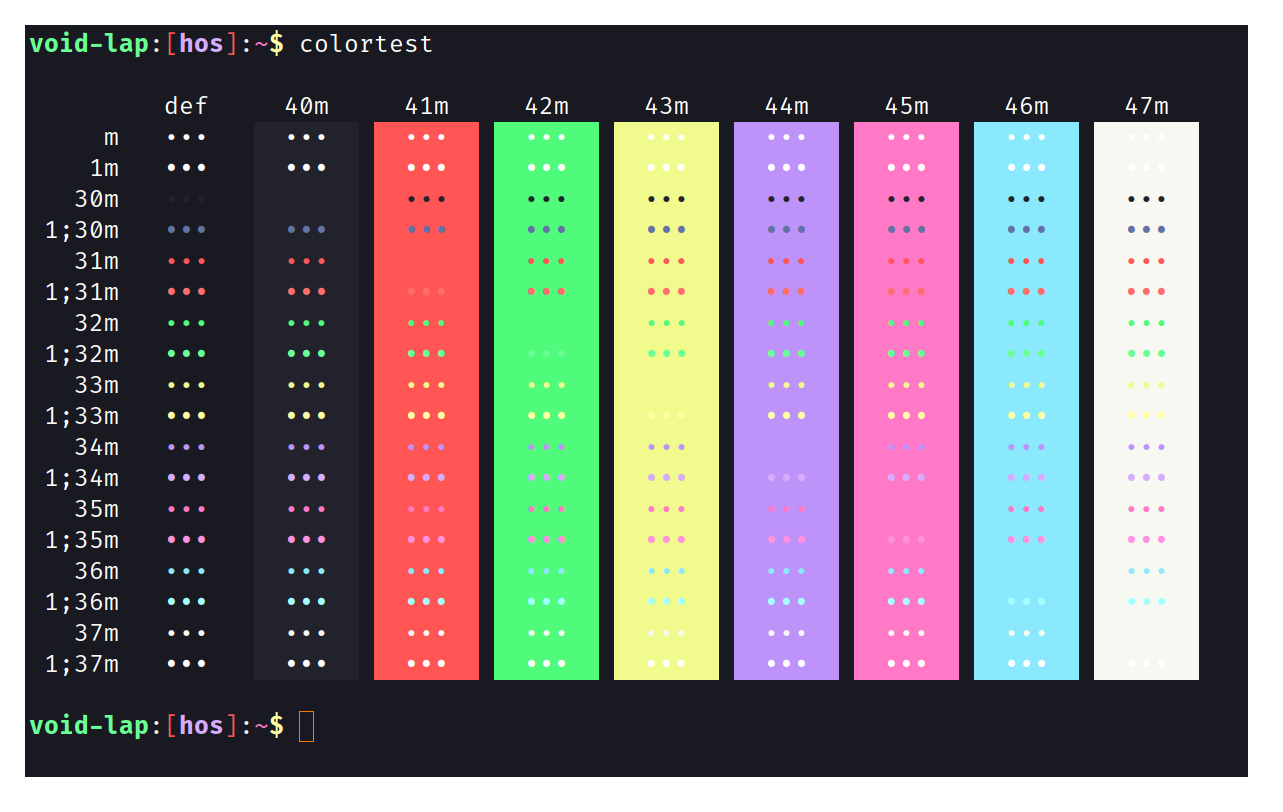 void-lap:[hos]:~$ colortest
def 40m 41m 42m 43m 44m 45m 46m 47m
m ••• ••• ••• ••• ••• ••• ••• ••• •••
1m ••• ••• ••• ••• ••• ••• ••• ••• •••
30m ••• ••• ••• ••• ••• ••• ••• •••
1;30m ••• ••• ••• ••• ••• ••• ••• ••• •••
31m ••• ••• ••• ••• ••• ••• ••• •••
1;31m ••• ••• ••• ••• ••• ••• ••• ••• •••
32m ••• ••• ••• ••• ••• ••• ••• •••
1;32m ••• ••• ••• ••• ••• ••• ••• ••• •••
33m ••• ••• ••• ••• ••• ••• ••• •••
1;33m ••• ••• ••• ••• ••• ••• ••• ••• •••
34m ••• ••• ••• ••• ••• ••• ••• •••
1;34m ••• ••• ••• ••• ••• ••• ••• ••• •••
35m ••• ••• ••• ••• ••• ••• ••• •••
1;35m ••• ••• ••• ••• ••• ••• ••• ••• •••
36m ••• ••• ••• ••• ••• ••• ••• •••
1;36m ••• ••• ••• ••• ••• ••• ••• ••• •••
37m ••• ••• ••• ••• ••• ••• ••• •••
1;37m ••• ••• ••• ••• ••• ••• ••• ••• •••
void-lap:[hos]:~$